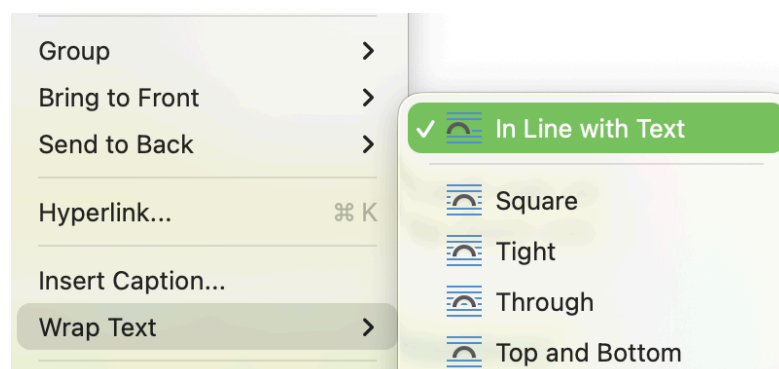 Group
Bring to Front
Send to Back
Hyperlink... ⌘ K
Insert Caption...
Wrap Text
In Line with Text
Square
Tight
Through
Top and Bottom